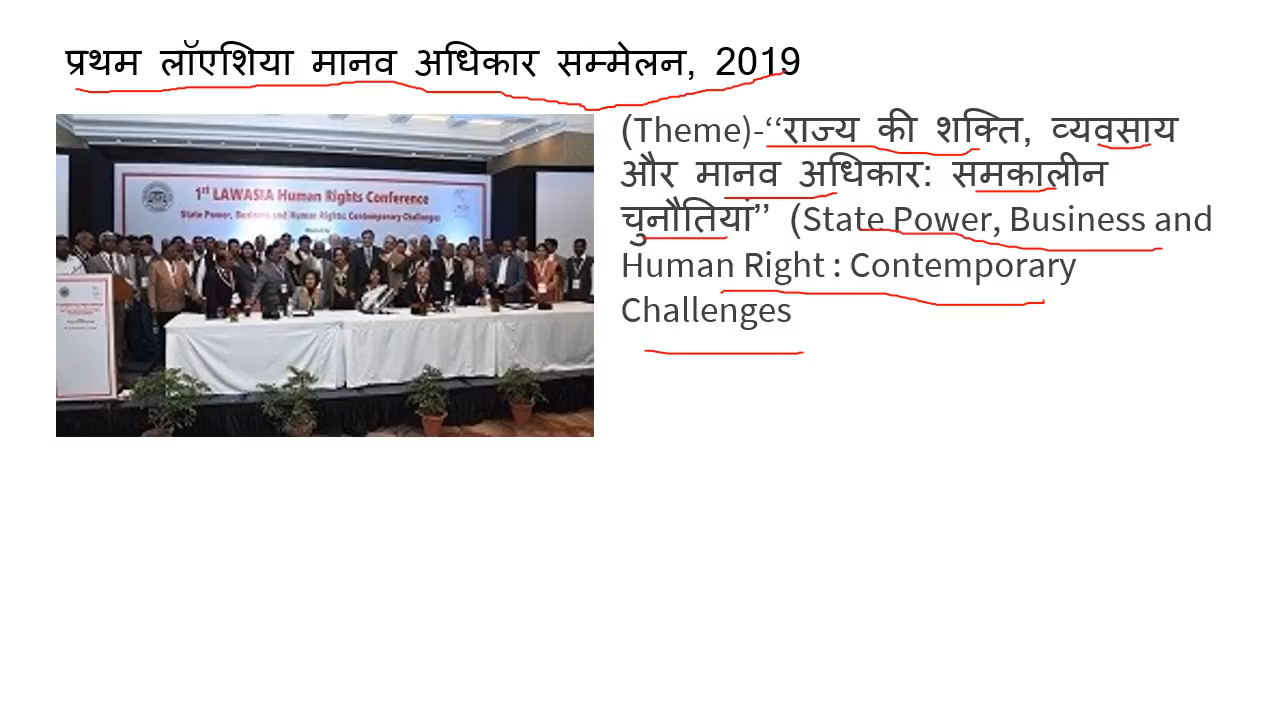 प्रथम लॉएशिया मानव अधिकार सम्मेलन, 2019
1st LAWASIA Human Rights Conference
State Power, Business and Human Rights: Contemporary Challenges
(Theme)-‘‘राज्य की शक्ति, व्यवसाय
और मानव अधिकार: समकालीन
चुनौतियां’’ (State Power, Business and
Human Right : Contemporary
Challenges